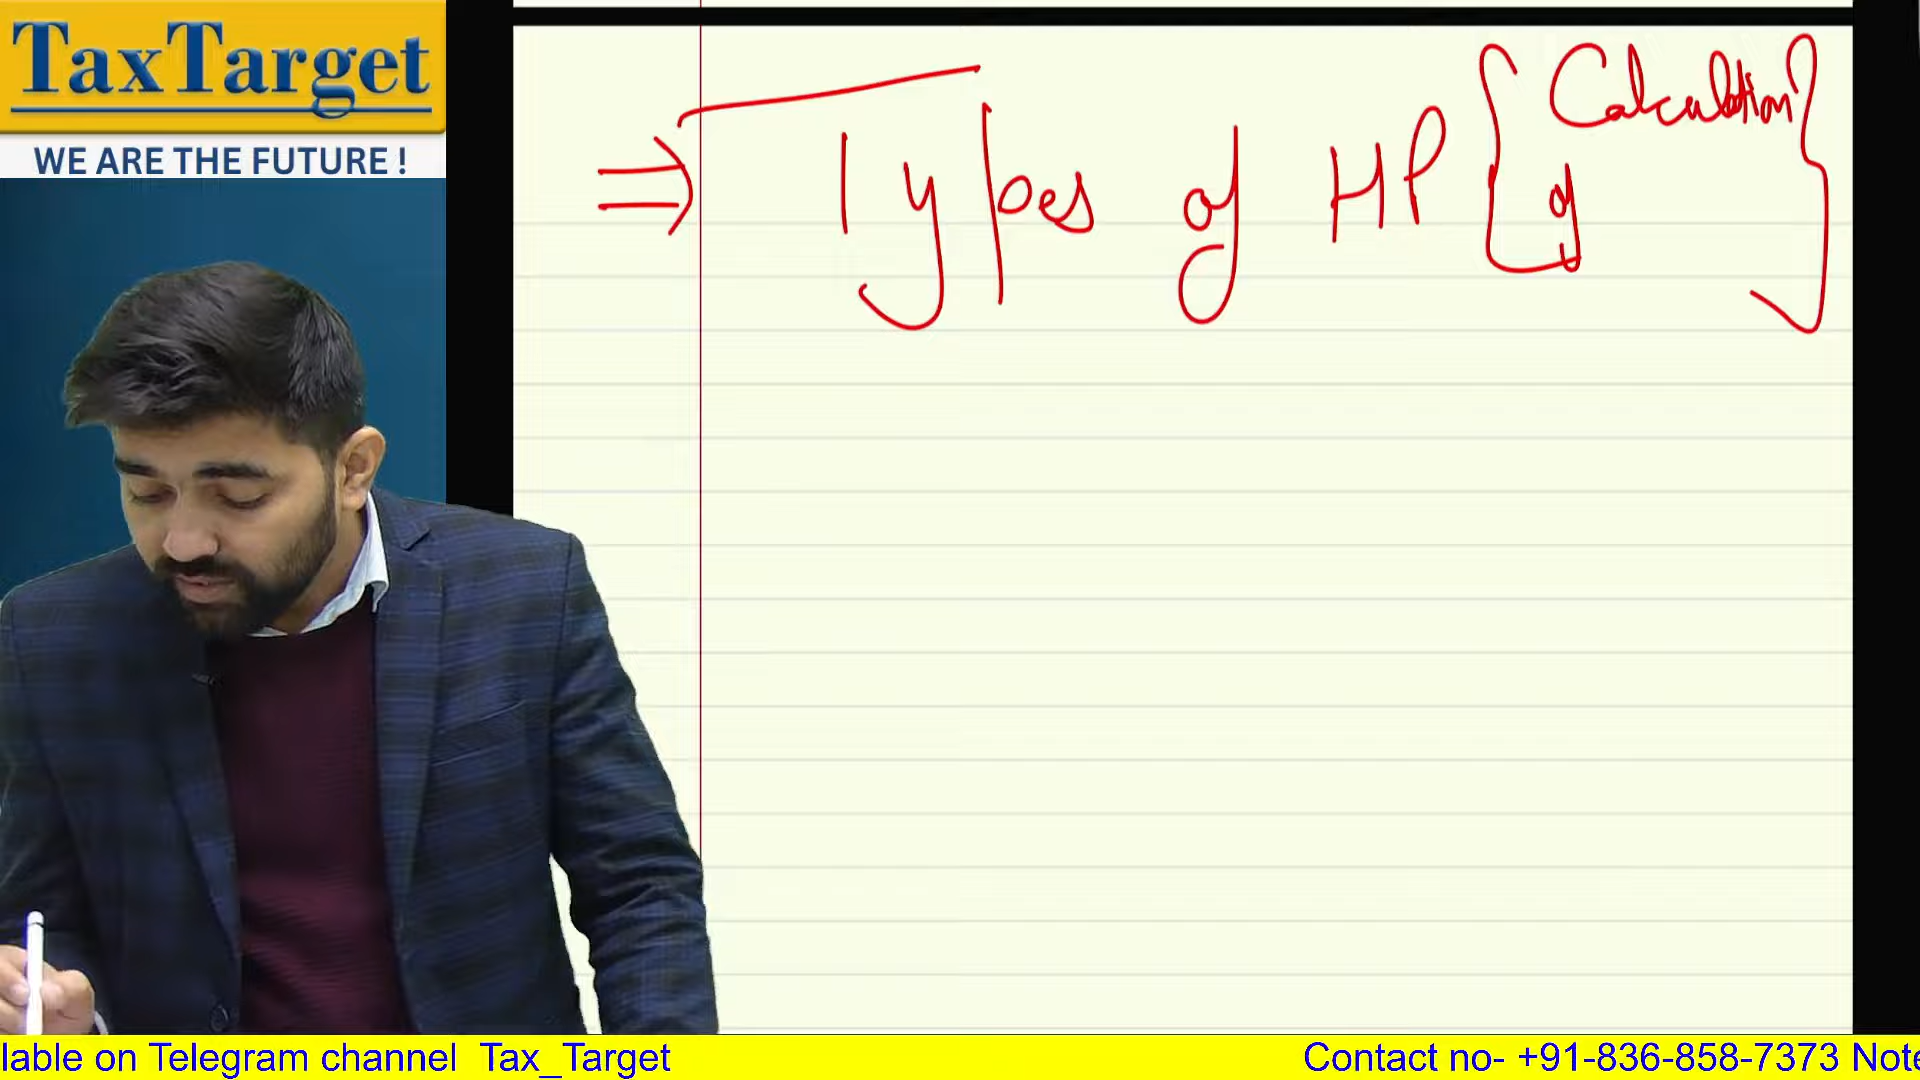 TaxTarget
WE ARE THE FUTURE !
⇒ Types of HP { Calculation of }
lable on Telegram channel Tax_Target
Contact no- +91-836-858-7373 Note